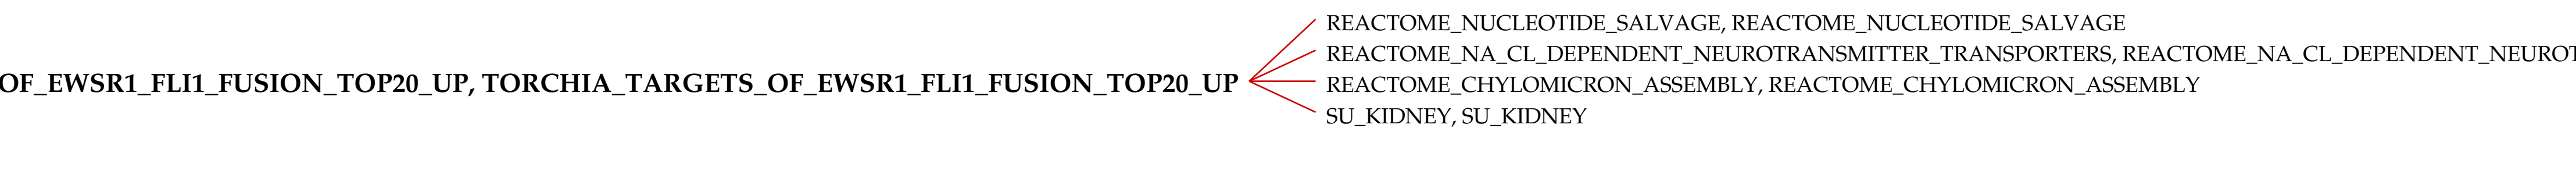 REACTOME_NUCLEOTIDE_SALVAGE, REACTOME_NUCLEOTIDE_SALVAGE
REACTOME_NA_CL_DEPENDENT_NEUROTRANSMITTER_TRANSPORTERS, REACTOME_NA_CL_DEPENDENT_NEUROT
OF_EWSR1_FLI1_FUSION_TOP20_UP, TORCHIA_TARGETS_OF_EWSR1_FLI1_FUSION_TOP20_UP
REACTOME_CHYLOMICRON_ASSEMBLY, REACTOME_CHYLOMICRON_ASSEMBLY
SU_KIDNEY, SU_KIDNEY